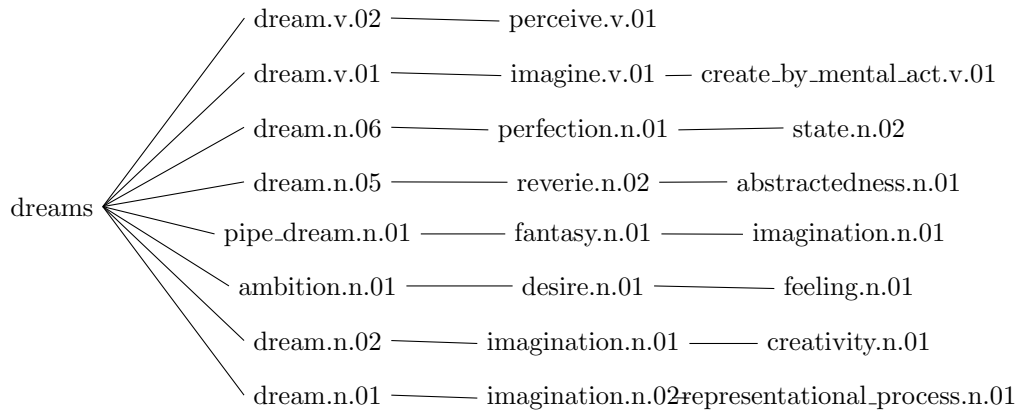 dream.v.02 perceive.v.01
dream.v.01 imagine.v.01 create_by_mental_act.v.01
dream.n.06 perfection.n.01 state.n.02
dream.n.05 reverie.n.02 abstractedness.n.01
dreams
pipe_dream.n.01 fantasy.n.01 imagination.n.01
ambition.n.01 desire.n.01 feeling.n.01
dream.n.02 imagination.n.01 creativity.n.01
dream.n.01 imagination.n.02 representational_process.n.01